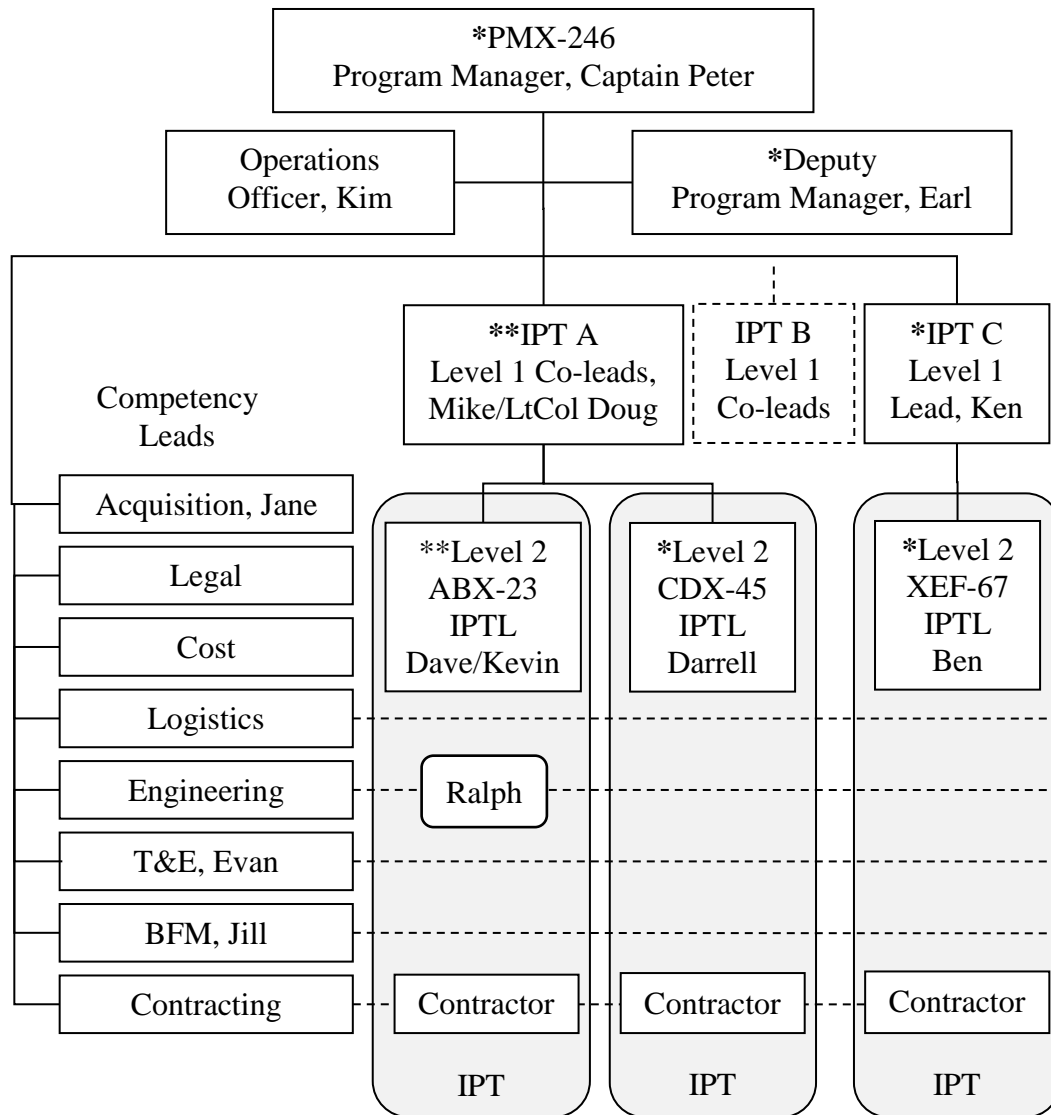 *PMX-246
Program Manager, Captain Peter
Operations
Officer, Kim
*Deputy
Program Manager, Earl
**IPT A
Level 1 Co-leads,
Mike/LtCol Doug
IPT B
Level 1
Co-leads
*IPT C
Level 1
Lead, Ken
Competency
Leads
Acquisition, Jane
Legal
Cost
Logistics
Engineering
T&E, Evan
BFM, Jill
Contracting
**Level 2
ABX-23
IPTL
Dave/Kevin
*Level 2
CDX-45
IPTL
Darrell
*Level 2
XEF-67
IPTL
Ben
Ralph
Contractor
Contractor
Contractor
IPT
IPT
IPT